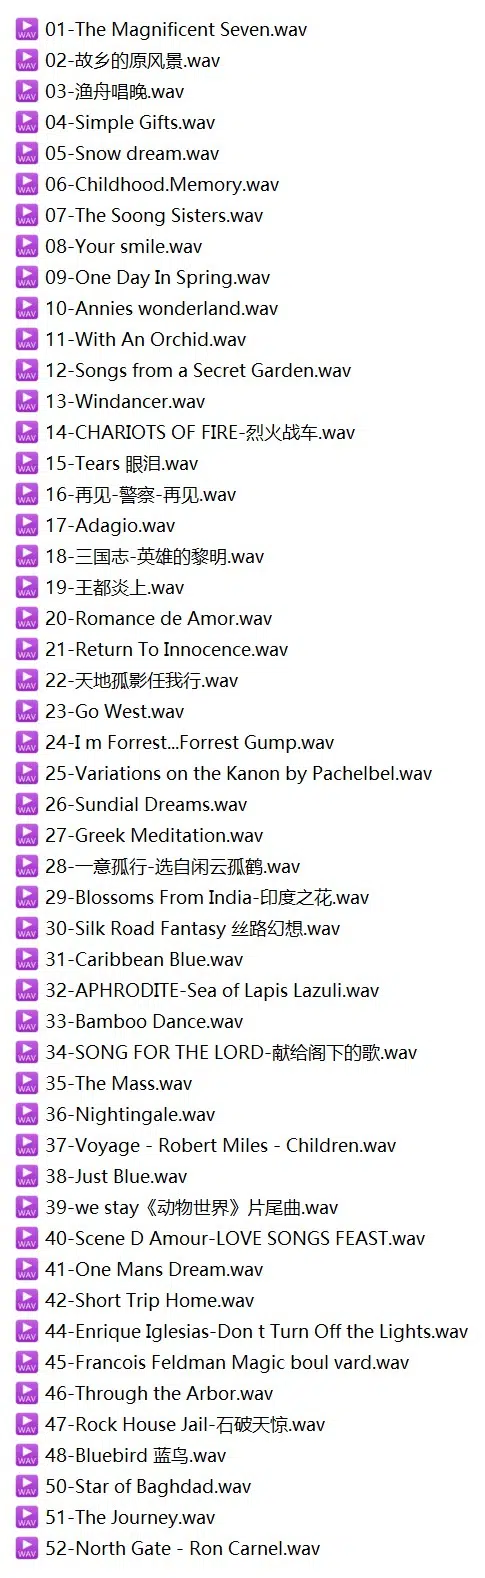 WAV 01-The Magnificent Seven.wav
WAV 02-故乡的原风景.wav
WAV 03-渔舟唱晚.wav
WAV 04-Simple Gifts.wav
WAV 05-Snow dream.wav
WAV 06-Childhood.Memory.wav
WAV 07-The Soong Sisters.wav
WAV 08-Your smile.wav
WAV 09-One Day In Spring.wav
WAV 10-Annies wonderland.wav
WAV 11-With An Orchid.wav
WAV 12-Songs from a Secret Garden.wav
WAV 13-Windancer.wav
WAV 14-CHARIOTS OF FIRE-烈火战车.wav
WAV 15-Tears 眼泪.wav
WAV 16-再见-警察-再见.wav
WAV 17-Adagio.wav
WAV 18-三国志-英雄的黎明.wav
WAV 19-王都炎上.wav
WAV 20-Romance de Amor.wav
WAV 21-Return To Innocence.wav
WAV 22-天地孤影任我行.wav
WAV 23-Go West.wav
WAV 24-I m Forrest...Forrest Gump.wav
WAV 25-Variations on the Kanon by Pachelbel.wav
WAV 26-Sundial Dreams.wav
WAV 27-Greek Meditation.wav
WAV 28-一意孤行-选自闲云孤鹤.wav
WAV 29-Blossoms From India-印度之花.wav
WAV 30-Silk Road Fantasy 丝路幻想.wav
WAV 31-Caribbean Blue.wav
WAV 32-APHRODITE-Sea of Lapis Lazuli.wav
WAV 33-Bamboo Dance.wav
WAV 34-SONG FOR THE LORD-献给阁下的歌.wav
WAV 35-The Mass.wav
WAV 36-Nightingale.wav
WAV 37-Voyage - Robert Miles - Children.wav
WAV 38-Just Blue.wav
WAV 39-we stay《动物世界》片尾曲.wav
WAV 40-Scene D Amour-LOVE SONGS FEAST.wav
WAV 41-One Mans Dream.wav
WAV 42-Short Trip Home.wav
WAV 44-Enrique Iglesias-Don t Turn Off the Lights.wav
WAV 45-Francois Feldman Magic boul vard.wav
WAV 46-Through the Arbor.wav
WAV 47-Rock House Jail-石破天惊.wav
WAV 48-Bluebird 蓝鸟.wav
WAV 50-Star of Baghdad.wav
WAV 51-The Journey.wav
WAV 52-North Gate - Ron Carnel.wav